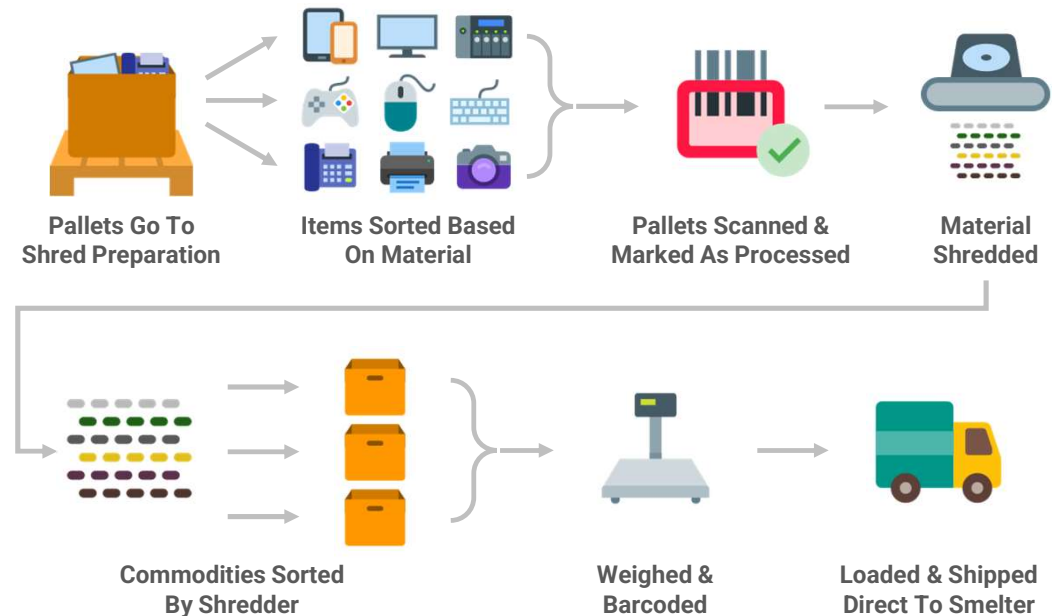 Pallets Go To
Shred Preparation
Items Sorted Based
On Material
Pallets Scanned &
Marked As Processed
Material
Shredded
Commodities Sorted
By Shredder
Weighed &
Barcoded
Loaded & Shipped
Direct To Smelter